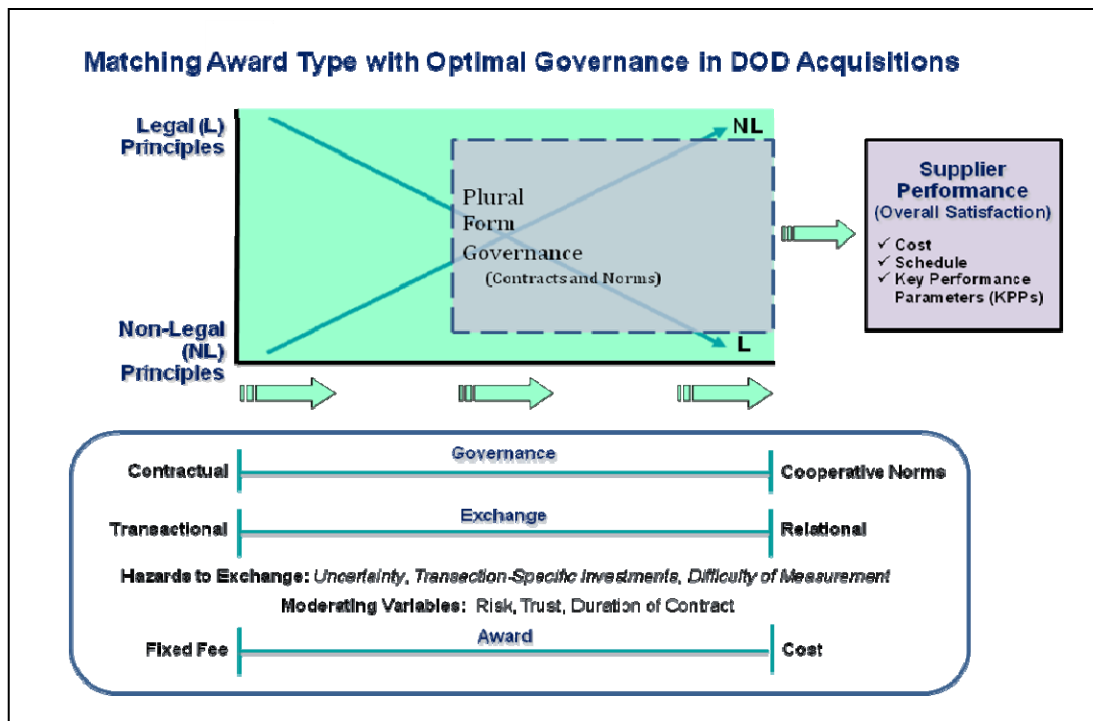 Matching Award Type with Optimal Governance in DOD Acquisitions
Legal (L)
Principles
NL
Plural
Form
Governance
(Contracts and Norms)
L
Non-Legal
(NL)
Principles
Supplier
Performance
(Overall Satisfaction)
✓ Cost
✓ Schedule
✓ Key Performance
Parameters (KPPs)
Governance
Contractual
Cooperative Norms
Exchange
Transactional
Relational
Hazards to Exchange: Uncertainty, Transection-Specific Investments, Difficulty of Measurement
Moderating Variables: Risk, Trust, Duration of Contract
Award
Fixed Fee
Cost